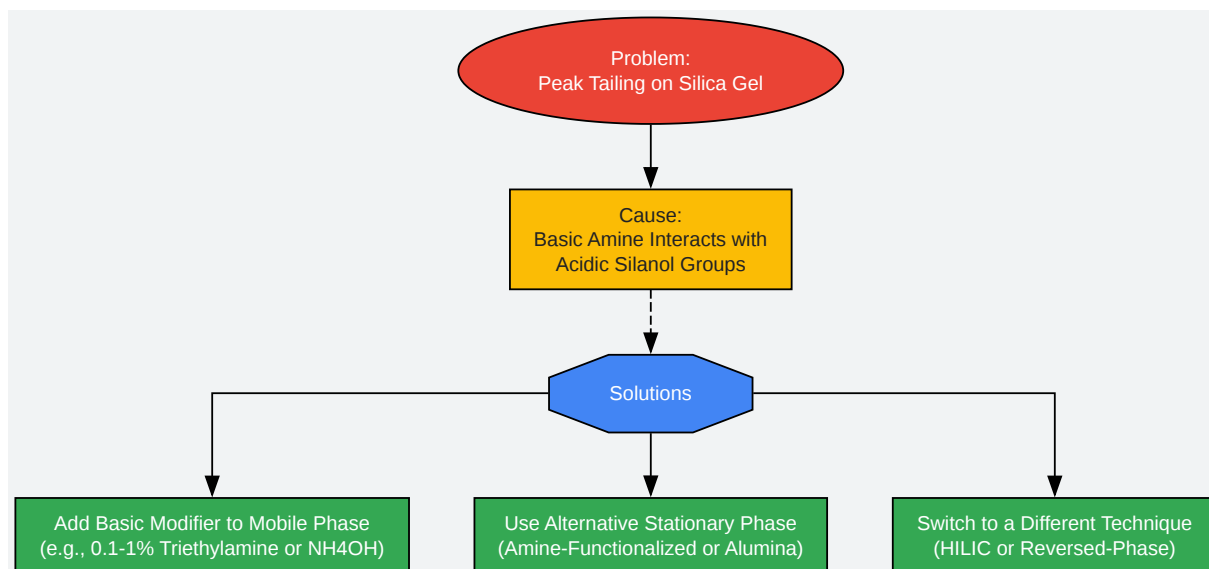 Problem:
Peak Tailing on Silica Gel
Cause:
Basic Amine Interacts with
Acidic Silanol Groups
Solutions
Add Basic Modifier to Mobile Phase
(e.g., 0.1-1% Triethylamine or NH4OH)
Use Alternative Stationary Phase
(Amine-Functionalized or Alumina)
Switch to a Different Technique
(HILIC or Reversed-Phase)